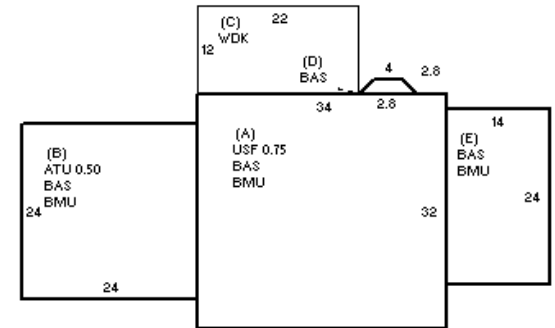 (C)
WDK
22
12
(D)
BAS
4
2.8
34
2.8
14
(B)
ATU 0.50
BAS
BMU
24
24
(A)
USF 0.75
BAS
BMU
32
(E)
BAS
BMU
24